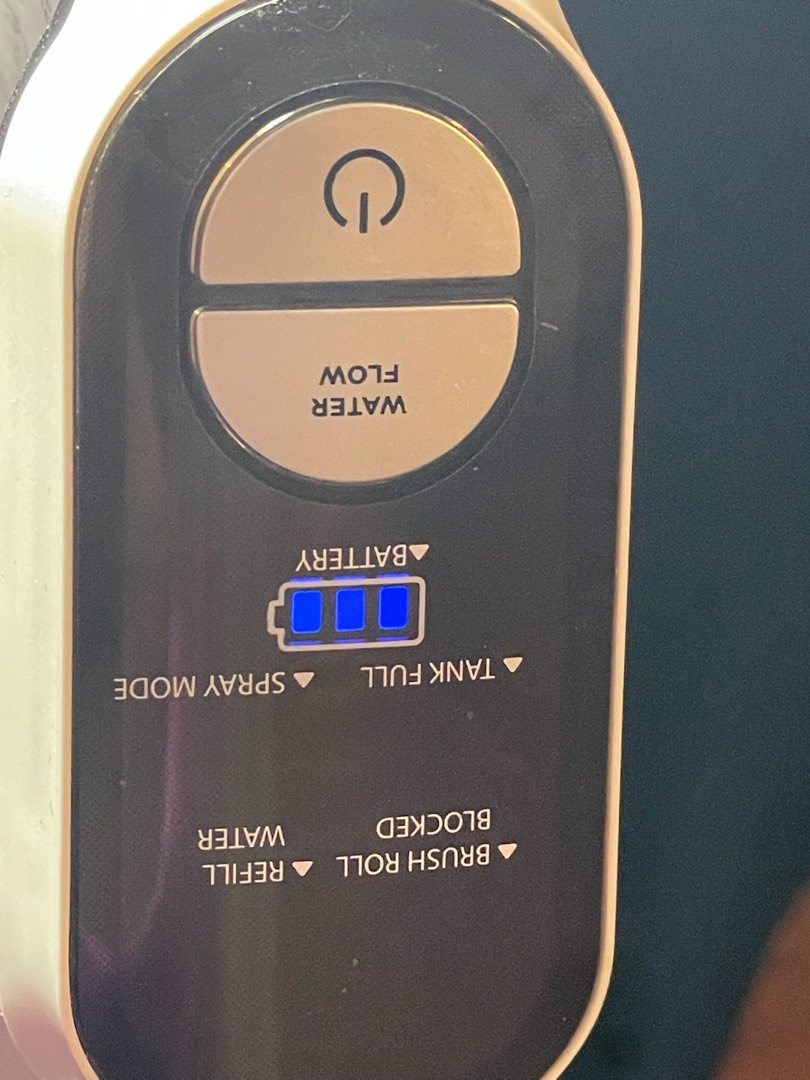 BRUSH ROLL
BLOCKED
REFILL
WATER
TANK FULL
SPRAY MODE
BATTERY
WATER
FLOW